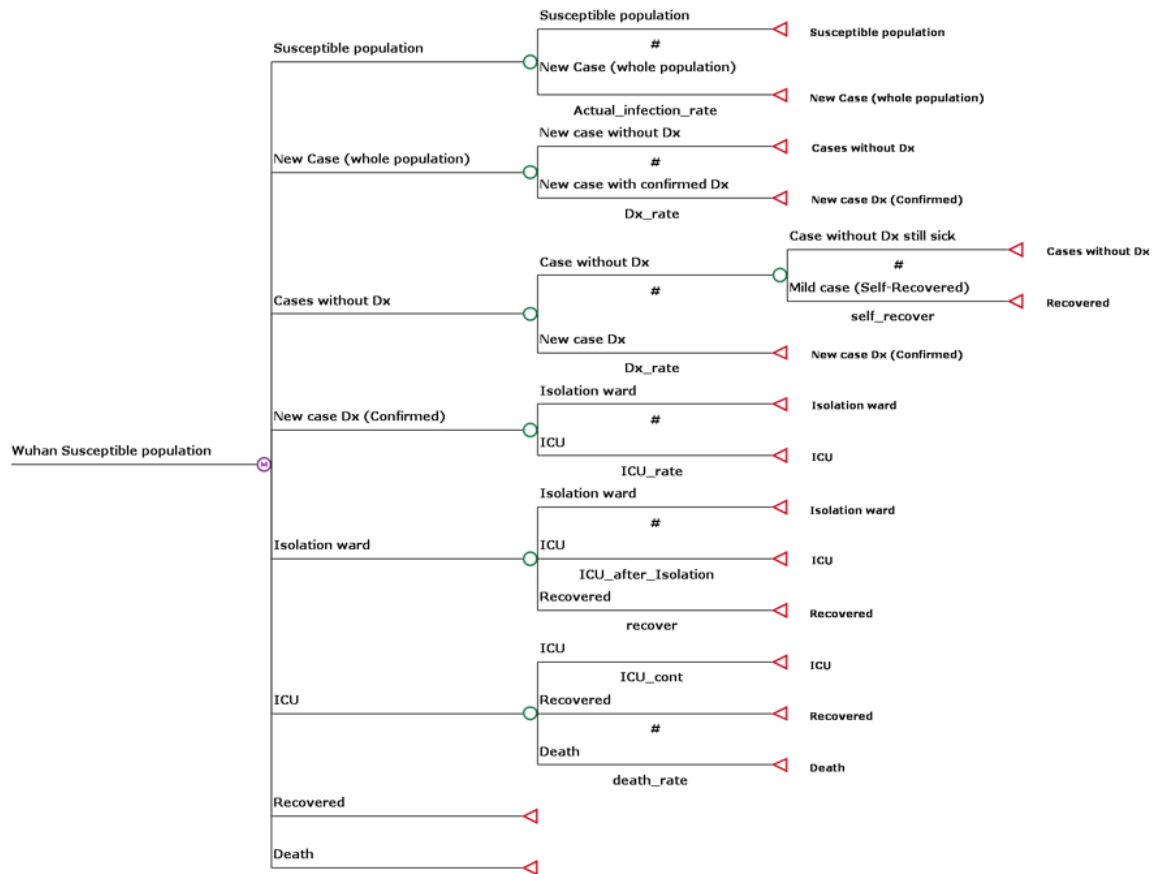 Susceptible population
Susceptible population
Susceptible population
#
New Case (whole population)
New Case (whole population)
Actual_infection_rate
New Case (whole population)
New case without Dx
Cases without Dx
#
New case with confirmed Dx
New case Dx (Confirmed)
Dx_rate
Cases without Dx
Case without Dx
Case without Dx still sick
Cases without Dx
#
Mild case (Self-Recovered)
Recovered
self_recover
#
New case Dx
New case Dx (Confirmed)
Dx_rate
New case Dx (Confirmed)
Isolation ward
Isolation ward
#
ICU
ICU
ICU_rate
Wuhan Susceptible population
M
Isolation ward
Isolation ward
Isolation ward
#
ICU
ICU
ICU_after_Isolation
Recovered
Recovered
recover
ICU
ICU
ICU
ICU_cont
Recovered
Recovered
#
Death
Death
death_rate
Recovered
Death